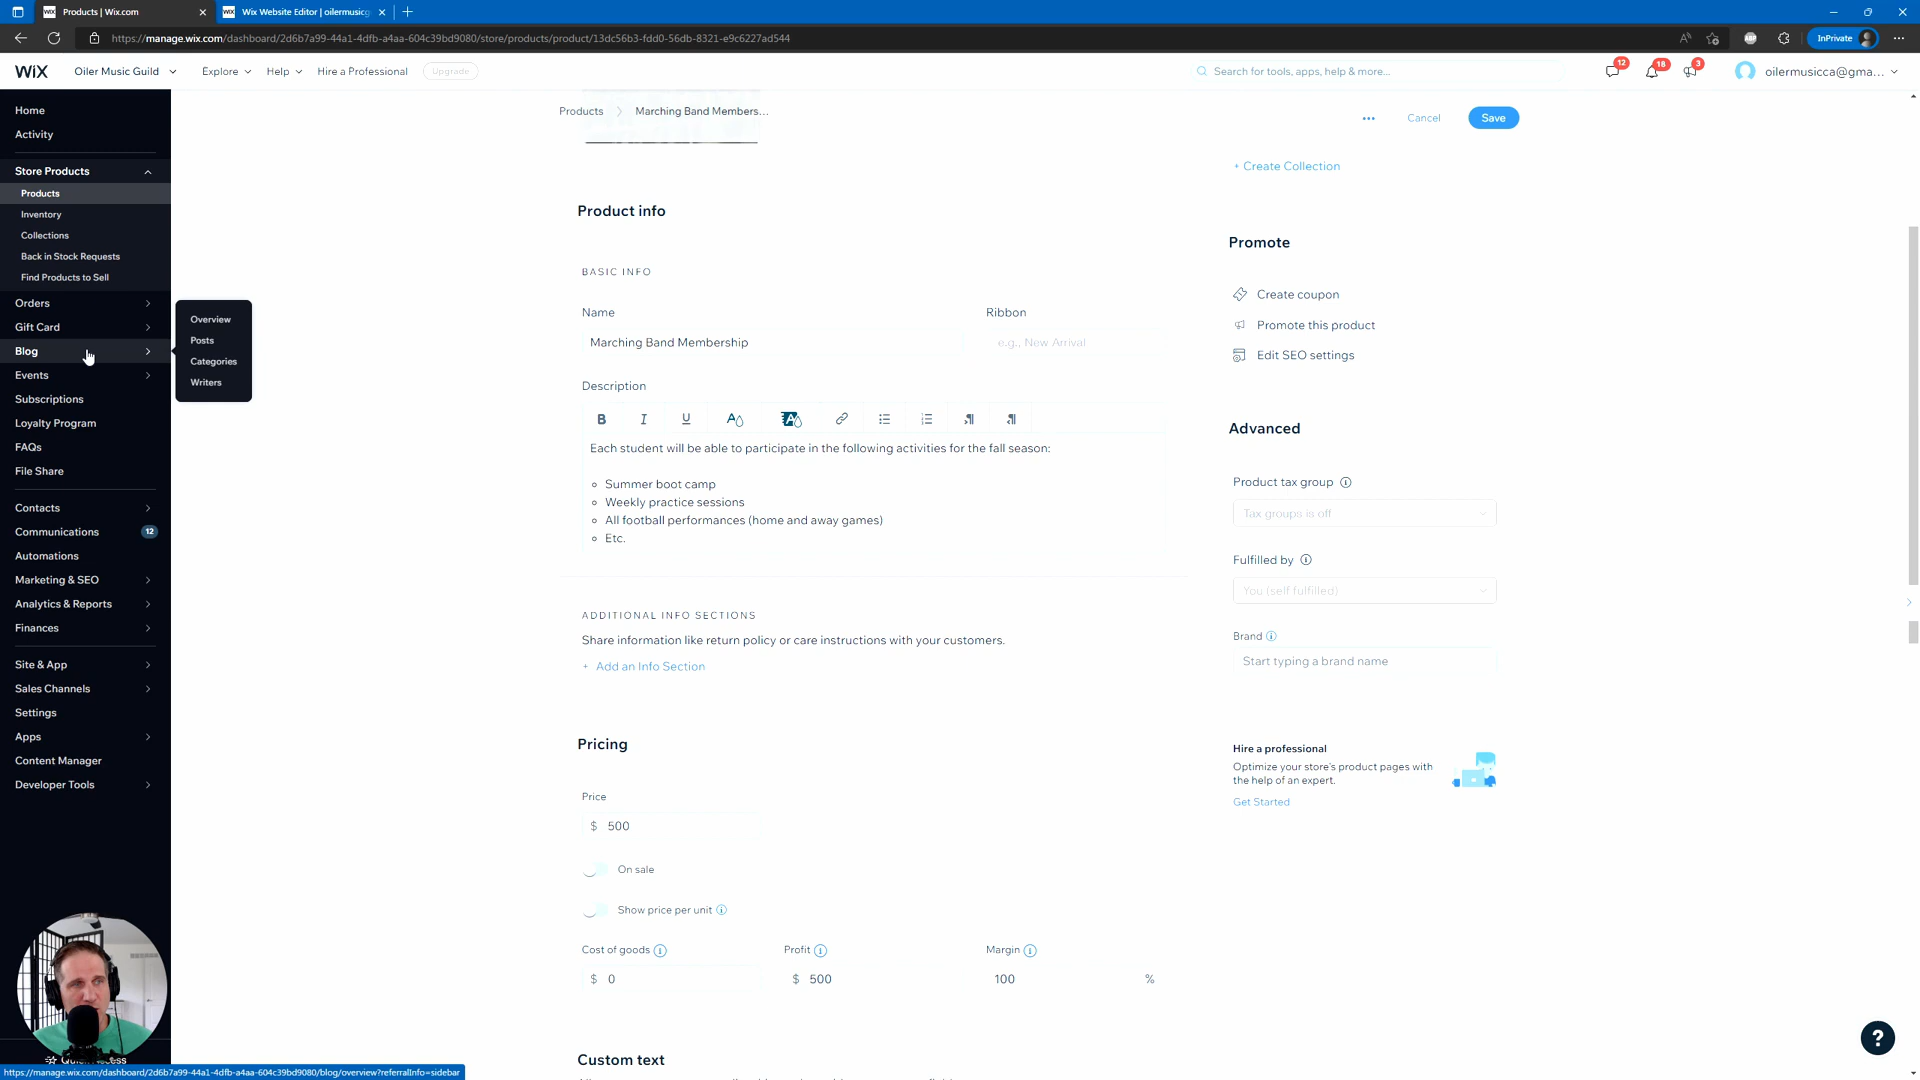 Products | Wix.com
Wix Website Editor | oilermusicg
https://manage.wix.com/dashboard/2d6b7a99-44a1-4dfb-a4aa-604c39bd9080/store/products/product/13dc56b3-fdd0-56db-8321-e9c6227ad544
InPrivate
WIX
Oiler Music Guild
Explore
Help
Hire a Professional
Upgrade
Search for tools, apps, help & more...
12
18
3
oilermusicca@gma...
Home
Activity
Store Products
Products
Inventory
Collections
Back in Stock Requests
Find Products to Sell
Orders
Gift Card
Blog
Events
Subscriptions
Loyalty Program
FAQs
File Share
Contacts
Communications 12
Automations
Marketing & SEO
Analytics & Reports
Finances
Site & App
Sales Channels
Settings
Apps
Content Manager
Developer Tools
Overview
Posts
Categories
Writers
Products
Marching Band Members...
Cancel
Save
+ Create Collection
Product info
BASIC INFO
Name
Ribbon
Marching Band Membership
e.g., New Arrival
Description
B I U
Each student will be able to participate in the following activities for the fall season:
Summer boot camp
Weekly practice sessions
All football performances (home and away games)
Etc.
ADDITIONAL INFO SECTIONS
Share information like return policy or care instructions with your customers.
+ Add an Info Section
Pricing
Price
$ 500
On sale
Show price per unit
Cost of goods
Profit
Margin
$ 0
$ 500
100 %
Custom text
Promote
Create coupon
Promote this product
Edit SEO settings
Advanced
Product tax group
Tax groups is off
Fulfilled by
You (self fulfilled)
Brand
Start typing a brand name
Hire a professional
Optimize your store's product pages with
the help of an expert.
Get Started
?
https://manage.wix.com/dashboard/2d6b7a99-44a1-4dfb-a4aa-604c39bd9080/blog/overview?referralInfo=sidebar